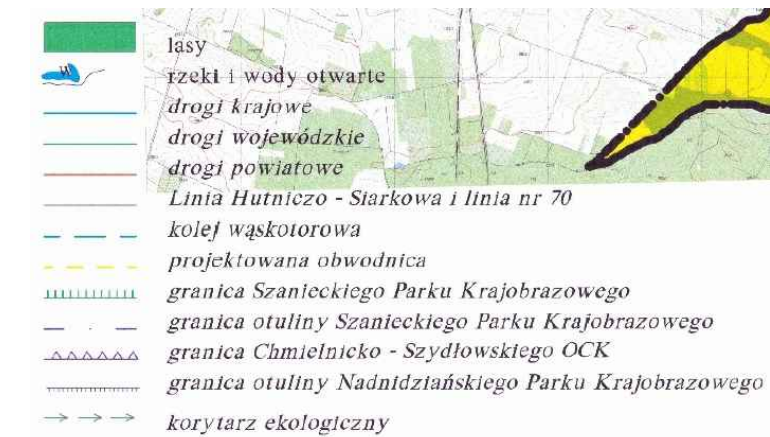 lasy
W
rzeki i wody otwarte
drogi krajowe
drogi wojewódzkie
drogi powiatowe
Linia Hutniczo - Siarkowa i linia nr 70
kolej wąskotorowa
projektowana obwodnica
granica Szanieckiego Parku Krajobrazowego
granica otuliny Szanieckiego Parku Krajobrazowego
granica Chmielnicko - Szydłowskiego OCK
granica otuliny Nadnidziańskiego Parku Krajobrazowego
korytarz ekologiczny